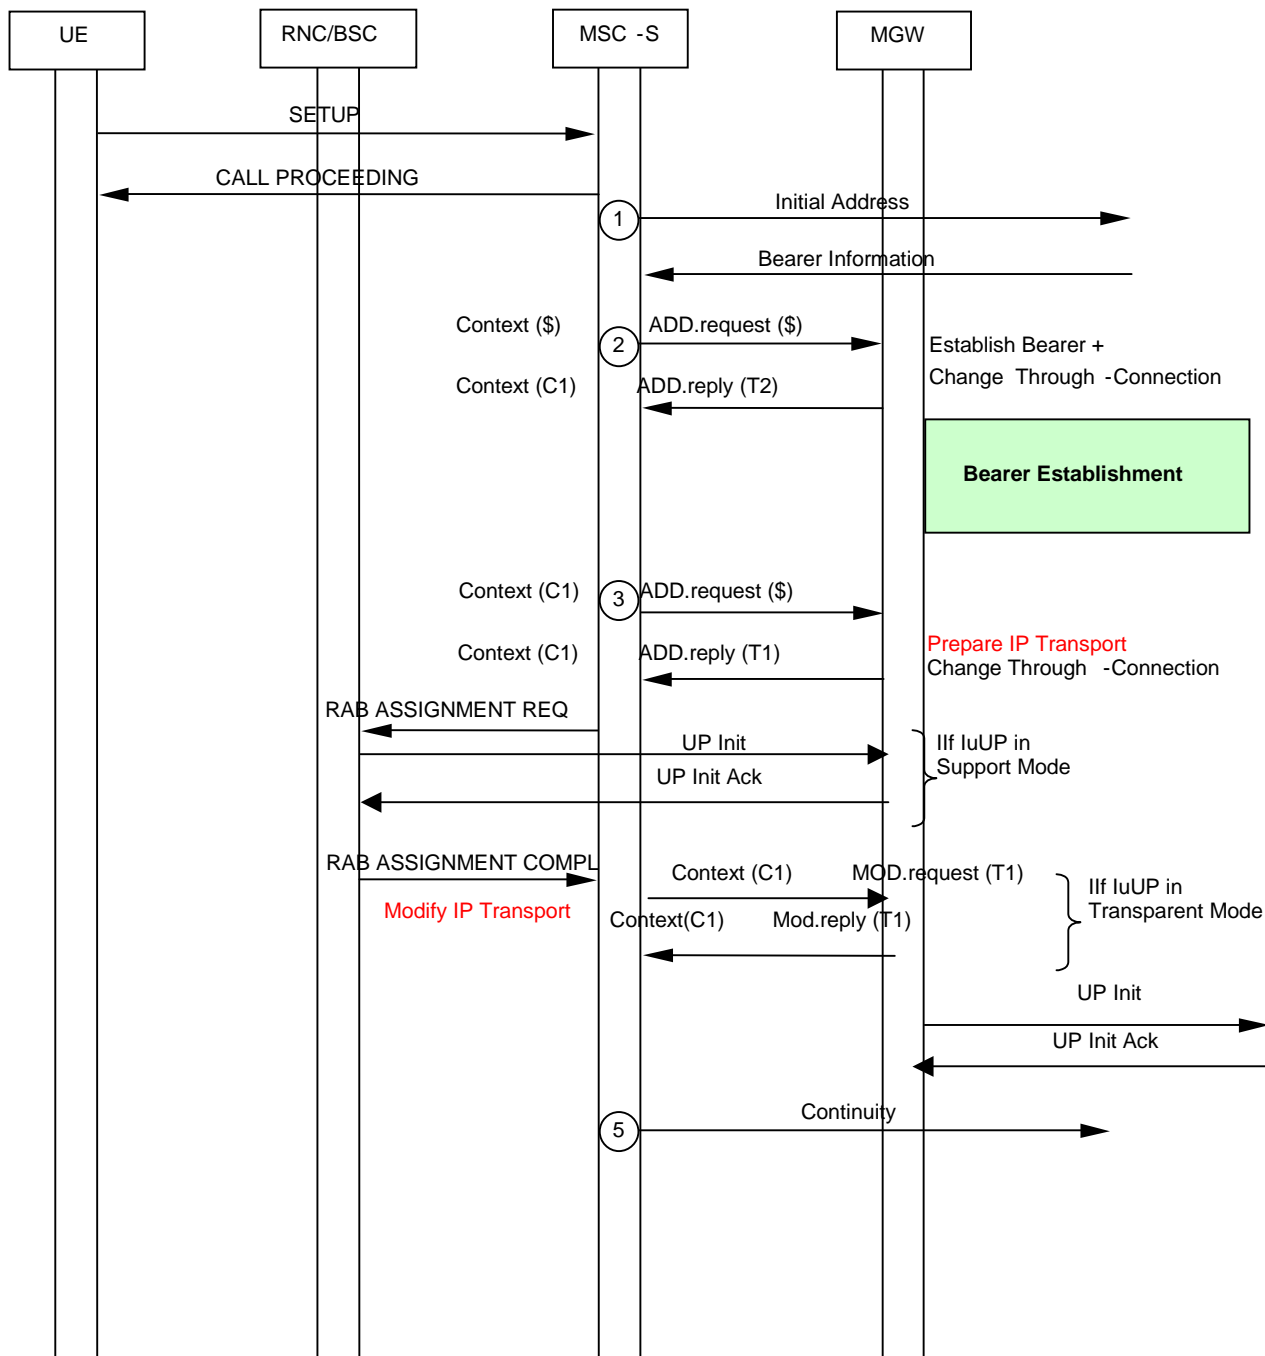 UE
RNC/BSC
MSC -S
MGW
SETUP
CALL PROCEEDING
1
Initial Address
Bearer Information
Context ($)
2
ADD.request ($)
Establish Bearer +
Change Through -Connection
Context (C1)
ADD.reply (T2)
Bearer Establishment
Context (C1)
3
ADD.request ($)
Prepare IP Transport
Context (C1)
ADD.reply (T1)
Change Through -Connection
RAB ASSIGNMENT REQ
UP Init
IIf IuUP in
Support Mode
UP Init Ack
RAB ASSIGNMENT COMPL
Context (C1)
MOD.request (T1)
IIf IuUP in
Transparent Mode
Modify IP Transport
Context(C1)
Mod.reply (T1)
UP Init
UP Init Ack
5
Continuity